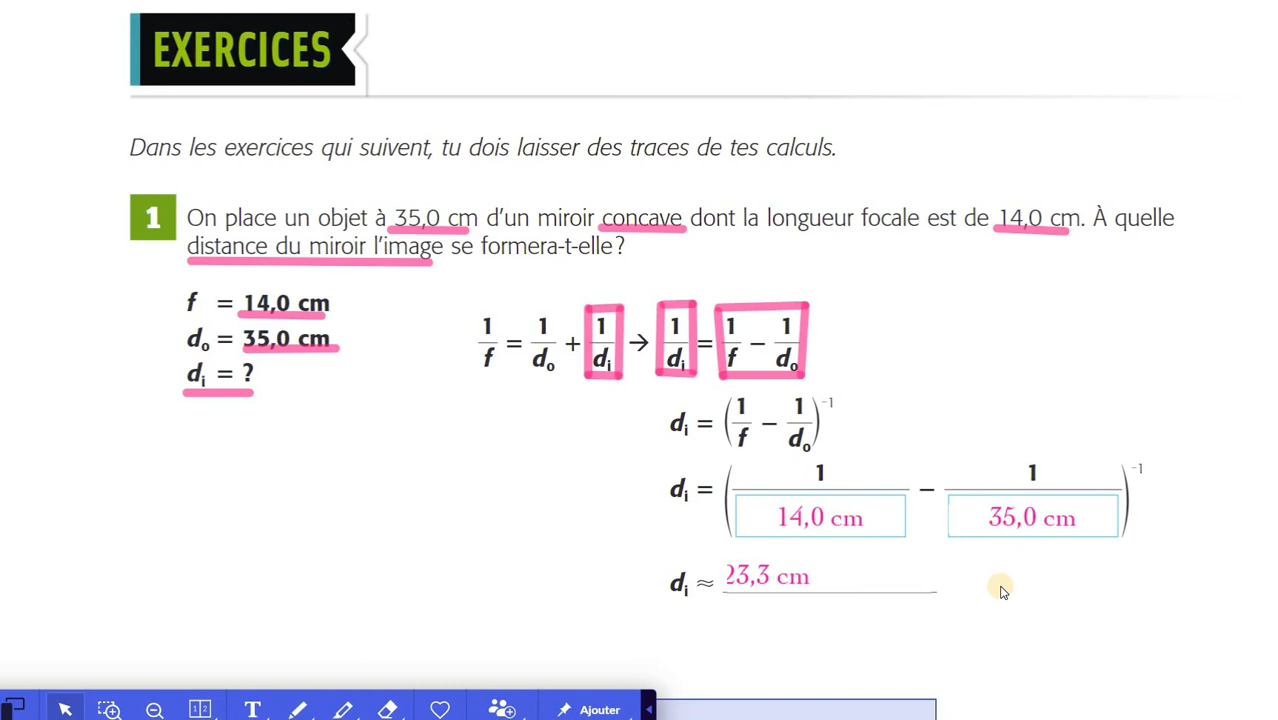 EXERCICES
Dans les exercices qui suivent, tu dois laisser des traces de tes calculs.
1 On place un objet à 35,0 cm d'un miroir concave dont la longueur focale est de 14,0 cm. À quelle
distance du miroir l'image se formera-t-elle ?
f = 14,0 cm
dₒ = 35,0 cm
dᵢ = ?
1/f = 1/dₒ + 1/dᵢ → 1/dᵢ = 1/f − 1/dₒ
dᵢ = (1/f − 1/dₒ)⁻¹
dᵢ = (1/14,0 cm − 1/35,0 cm)⁻¹
dᵢ ≈ 23,3 cm
1 2 T Ajouter